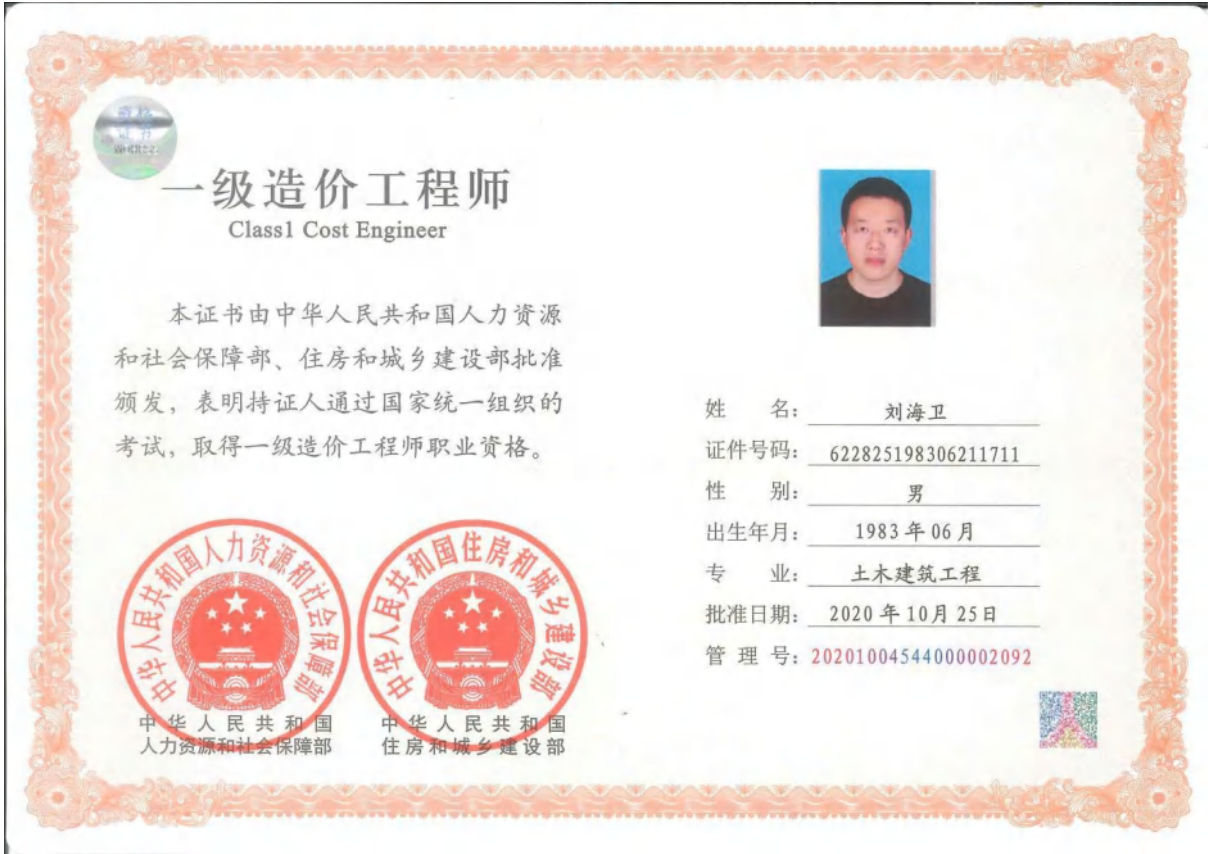 资格
证书
一级造价工程师
Class1 Cost Engineer
本证书由中华人民共和国人力资源
和社会保障部、住房和城乡建设部批准
颁发，表明持证人通过国家统一组织的
考试，取得一级造价工程师职业资格。
中华人民共和国人力资源和社会保障部
中华人民共和国住房和城乡建设部
中华人民共和国
人力资源和社会保障部
中华人民共和国
住房和城乡建设部
姓 名：刘海卫
证件号码：622825198306211711
性 别：男
出生年月：1983年06月
专 业：土木建筑工程
批准日期：2020年10月25日
管 理 号：20201004544000002092